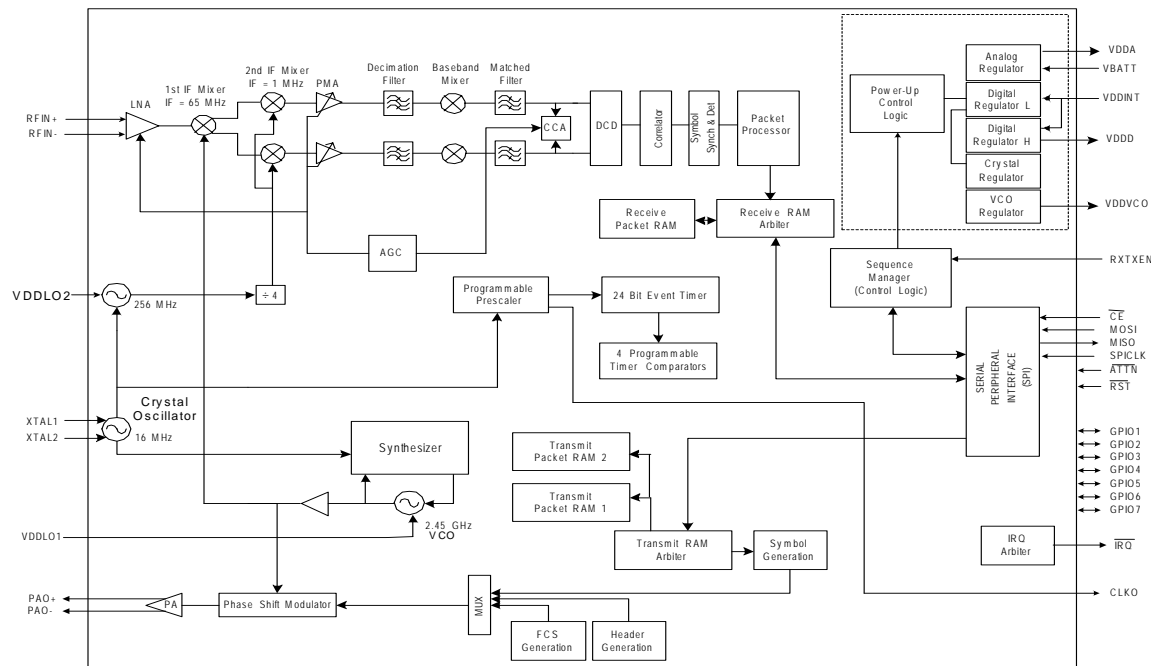 2nd IF Mixer
IF = 1 MHz
PMA
Decimation
Filter
Baseband
Mixer
Matched
Filter
1st IF Mixer
IF = 65 MHz
LNA
RFIN+
RFIN-
CCA
DCD
Correlator
Symbol
Synch & Det
Packet
Processor
Power-Up
Control
Logic
Analog
Regulator
Digital
Regulator L
Digital
Regulator H
Crystal
Regulator
VCO
Regulator
VDDA
VBATT
VDDINT
VDDD
VDDVCO
Receive
Packet RAM
Receive RAM
Arbiter
AGC
Sequence
Manager
(Control Logic)
RXTXEN
VDDLO2
256 MHz
÷ 4
Programmable
Prescaler
24 Bit Event Timer
4 Programmable
Timer Comparators
SERIAL
PERIPHERAL
INTERFACE
(SPI)
CE
MOSI
MISO
SPICLK
ATTN
RST
Crystal
Oscillator
XTAL1
XTAL2
16 MHz
Synthesizer
2.45 GHz
VCO
VDDLO1
Transmit
Packet RAM 2
Transmit
Packet RAM 1
Transmit RAM
Arbiter
Symbol
Generation
GPIO1
GPIO2
GPIO3
GPIO4
GPIO5
GPIO6
GPIO7
IRQ
Arbiter
IRQ
CLKO
PAO+
PAO-
PA
Phase Shift Modulator
MUX
FCS
Generation
Header
Generation